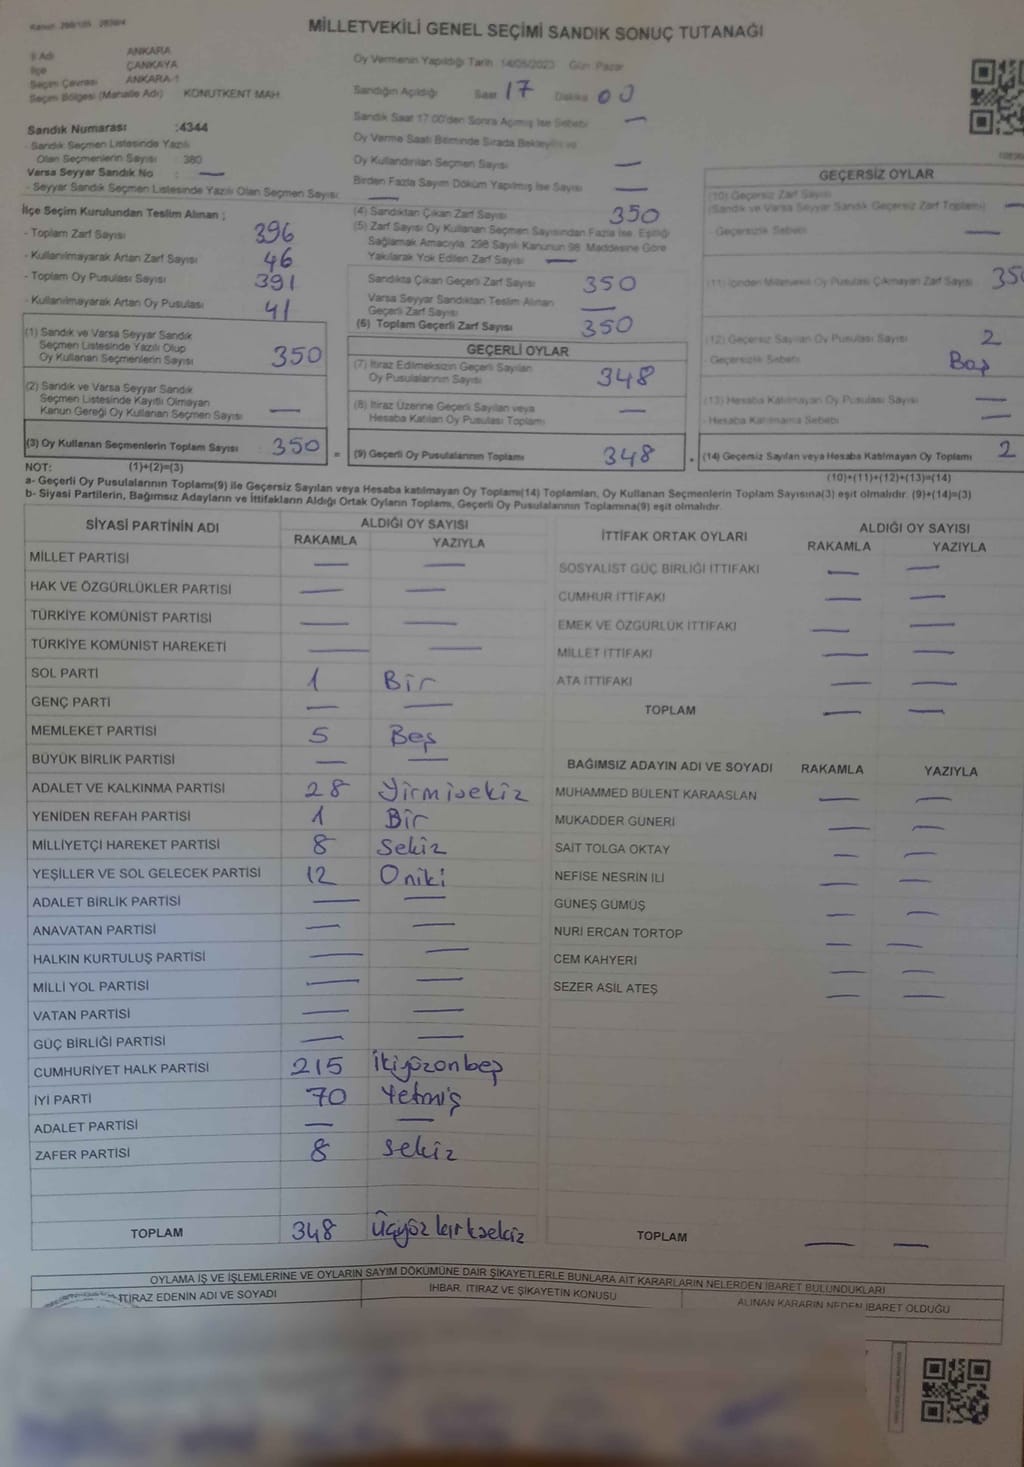 MİLLETVEKİLİ GENEL SEÇİMİ SANDIK SONUÇ TUTANAĞI
İl Adı ANKARA
İlçe ÇANKAYA
Seçim Çevrası ANKARA-1
Seçim Bölgesi (Mahalle Adı) KONUTKENT MAH.
Sandık Numarası :4344
- Sandık Seçmen Listesinde Yazılı
Olan Seçmenlerin Sayısı : 380
Varsa Seyyar Sandık No : —
- Seyyar Sandık Seçmen Listesinde Yazılı Olan Seçmen Sayısı —
İlçe Seçim Kurulundan Teslim Alınan ;
- Toplam Zarf Sayısı 396
- Kullanılmayarak Artan Zarf Sayısı 46
- Toplam Oy Pusulası Sayısı 391
- Kullanılmayarak Artan Oy Pusulası 41
(1) Sandık ve Varsa Seyyar Sandık
Seçmen Listesinde Yazılı Olup
Oy Kullanan Seçmenlerin Sayısı 350
(2) Sandık ve Varsa Seyyar Sandık
Seçmen Listesinde Kayıtlı Olmayan
Kanun Gereği Oy Kullanan Seçmen Sayısı —
(3) Oy Kullanan Seçmenlerin Toplam Sayısı : 350
Oy Vermenin Yapıldığı Tarih 14/05/2023 Gün Pazar
Sandığın Açıldığı Saat 17 Dakika 00
Sandık Saat 17.00'den Sonra Açmış İse Sebebi —
Oy Verme Saati Bitiminde Sırada Bekleyip
Oy Kullandırılan Seçmen Sayısı —
Birden Fazla Sayım Döküm Yapılmış İse Sayısı —
(4) Sandıktan Çıkan Zarf Sayısı 350
(5) Zarf Sayısı Oy Kullanan Seçmen Sayısından Fazla İse, Eşitliği
Sağlamak Amacıyla, 298 Sayılı Kanunun 98. Maddesine Göre
Yakılarak Yok Edilen Zarf Sayısı —
Sandıkta Çıkan Geçerli Zarf Sayısı 350
Varsa Seyyar Sandıktan Teslim Alınan
Geçerli Zarf Sayısı —
(6) Toplam Geçerli Zarf Sayısı 350
GEÇERLİ OYLAR
(7) İtiraz Edilmeksizin Geçerli Sayılan
Oy Pusulalarının Sayısı 348
(8) İtiraz Üzerine Geçerli Sayılan veya
Hesaba Katılan Oy Pusulası Toplamı —
= (9) Geçerli Oy Pusulalarının Toplamı 348
GEÇERSİZ OYLAR
(10) Geçersiz Zarf Sayısı
(Sandık ve Varsa Seyyar Sandık Geçersiz Zarf Toplamı) —
- Geçersizlik Sebebi —
(11) İçinden Milletvekili Oy Pusulası Çıkmayan Zarf Sayısı 350
(12) Geçersiz Sayılan Oy Pusulası Sayısı 2
- Geçersizlik Sebebi Boş
(13) Hesaba Katılmayan Oy Pusulası Sayısı —
- Hesaba Katılmama Sebebi —
+ (14) Geçersiz Sayılan veya Hesaba Katılmayan Oy Toplamı 2
NOT: (1)+(2)=(3) (10)+(11)+(12)+(13)=(14)
a- Geçerli Oy Pusulalarının Toplamı(9) ile Geçersiz Sayılan veya Hesaba katılmayan Oy Toplamı(14) Toplamları, Oy Kullanan Seçmenlerin Toplam Sayısına(3) eşit olmalıdır. (9)+(14)=(3)
b- Siyasi Partilerin, Bağımsız Adayların ve İttifakların Aldığı Ortak Oyların Toplamı, Geçerli Oy Pusulalarının Toplamına(9) eşit olmalıdır.
SİYASİ PARTİNİN ADI ALDIĞI OY SAYISI
RAKAMLA YAZIYLA
MİLLET PARTİSİ — —
HAK VE ÖZGÜRLÜKLER PARTİSİ — —
TÜRKİYE KOMÜNİST PARTİSİ — —
TÜRKİYE KOMÜNİST HAREKETİ — —
SOL PARTİ 1 Bir
GENÇ PARTİ — —
MEMLEKET PARTİSİ 5 Beş
BÜYÜK BİRLİK PARTİSİ — —
ADALET VE KALKINMA PARTİSİ 28 Yirmisekiz
YENİDEN REFAH PARTİSİ 1 Bir
MİLLİYETÇİ HAREKET PARTİSİ 8 Sekiz
YEŞİLLER VE SOL GELECEK PARTİSİ 12 Oniki
ADALET BİRLİK PARTİSİ — —
ANAVATAN PARTİSİ — —
HALKIN KURTULUŞ PARTİSİ — —
MİLLİ YOL PARTİSİ — —
VATAN PARTİSİ — —
GÜÇ BİRLİĞİ PARTİSİ — —
CUMHURİYET HALK PARTİSİ 215 İkiyüzonbeş
İYİ PARTİ 70 Yetmiş
ADALET PARTİSİ — —
ZAFER PARTİSİ 8 Sekiz
TOPLAM 348 Üçyüz kırksekiz
İTTİFAK ORTAK OYLARI ALDIĞI OY SAYISI
RAKAMLA YAZIYLA
SOSYALİST GÜÇ BİRLİĞİ İTTİFAKI — —
CUMHUR İTTİFAKI — —
EMEK VE ÖZGÜRLÜK İTTİFAKI — —
MİLLET İTTİFAKI — —
ATA İTTİFAKI — —
TOPLAM — —
BAĞIMSIZ ADAYIN ADI VE SOYADI RAKAMLA YAZIYLA
MUHAMMED BÜLENT KARAASLAN — —
MUKADDER GÜNERİ — —
SAİT TOLGA OKTAY — —
NEFİSE NESRİN İLİ — —
GÜNEŞ GÜMÜŞ — —
NURİ ERCAN TORTOP — —
CEM KAHYERİ — —
SEZER ASİL ATEŞ — —
TOPLAM — —
OYLAMA İŞ VE İŞLEMLERİNE VE OYLARIN SAYIM DÖKÜMÜNE DAİR ŞİKAYETLERLE BUNLARA AİT KARARLARIN NELERDEN İBARET BULUNDUKLARI
İTİRAZ EDENİN ADI VE SOYADI İHBAR, İTİRAZ VE ŞİKAYETİN KONUSU ALINAN KARARIN NEDEN İBARET OLDUĞU